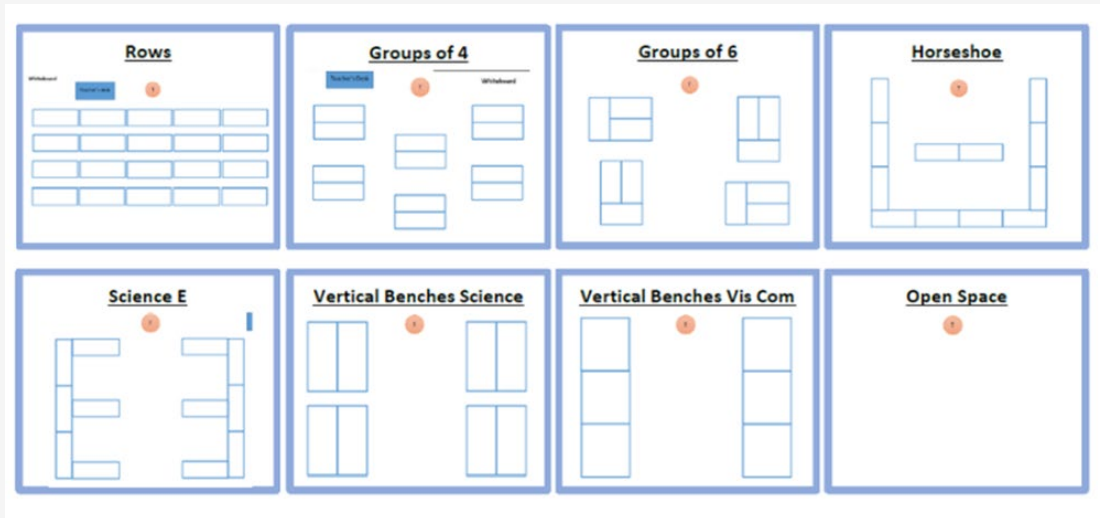 Rows
Whiteboard
Teacher's desk
Groups of 4
Teacher's Desk
Whiteboard
Groups of 6
Horseshoe
Science E
Vertical Benches Science
Vertical Benches Vis Com
Open Space